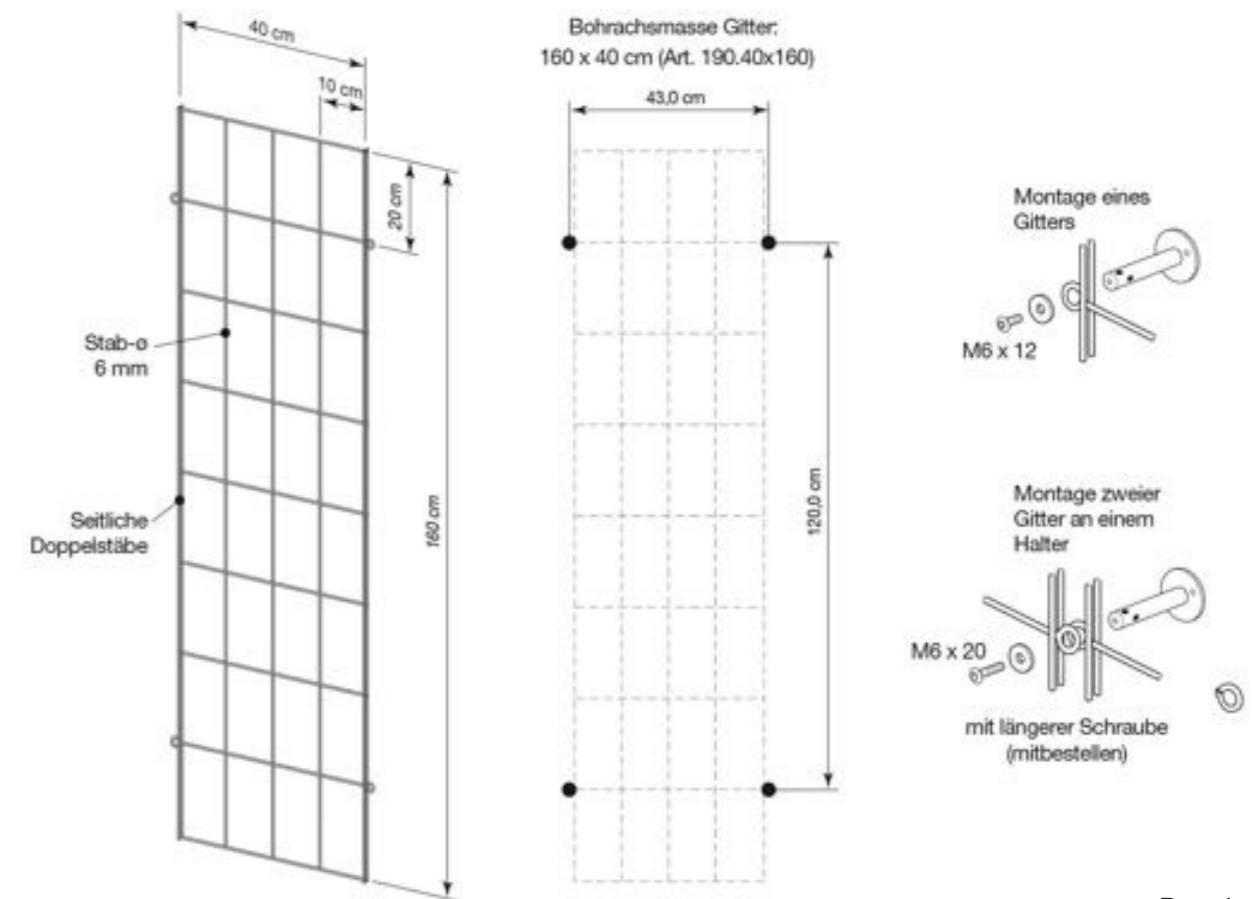 40 cm
10 cm
20 cm
160 cm
Stab-ø
6 mm
Seitliche
Doppelstäbe
Bohrachsmasse Gitter:
160 x 40 cm (Art. 190.40x160)
43,0 cm
120,0 cm
Montage eines
Gitters
M6 x 12
Montage zweier
Gitter an einem
Halter
M6 x 20
mit längerer Schraube
(mitbestellen)